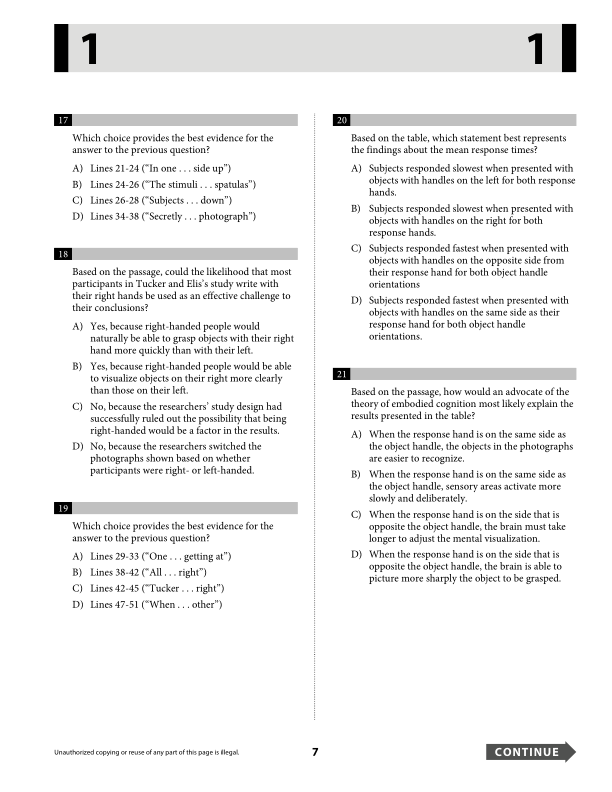 1
1
17
Which choice provides the best evidence for the
answer to the previous question?
A) Lines 21-24 (“In one . . . side up”)
B) Lines 24-26 (“The stimuli . . . spatulas”)
C) Lines 26-28 (“Subjects . . . down”)
D) Lines 34-38 (“Secretly . . . photograph”)
18
Based on the passage, could the likelihood that most
participants in Tucker and Elis’s study write with
their right hands be used as an effective challenge to
their conclusions?
A) Yes, because right-handed people would
naturally be able to grasp objects with their right
hand more quickly than with their left.
B) Yes, because right-handed people would be able
to visualize objects on their right more clearly
than those on their left.
C) No, because the researchers’ study design had
successfully ruled out the possibility that being
right-handed would be a factor in the results.
D) No, because the researchers switched the
photographs shown based on whether
participants were right- or left-handed.
19
Which choice provides the best evidence for the
answer to the previous question?
A) Lines 29-33 (“One . . . getting at”)
B) Lines 38-42 (“All . . . right”)
C) Lines 42-45 (“Tucker . . . right”)
D) Lines 47-51 (“When . . . other”)
20
Based on the table, which statement best represents
the findings about the mean response times?
A) Subjects responded slowest when presented with
objects with handles on the left for both response
hands.
B) Subjects responded slowest when presented with
objects with handles on the right for both
response hands.
C) Subjects responded fastest when presented with
objects with handles on the opposite side from
their response hand for both object handle
orientations
D) Subjects responded fastest when presented with
objects with handles on the same side as their
response hand for both object handle
orientations.
21
Based on the passage, how would an advocate of the
theory of embodied cognition most likely explain the
results presented in the table?
A) When the response hand is on the same side as
the object handle, the objects in the photographs
are easier to recognize.
B) When the response hand is on the same side as
the object handle, sensory areas activate more
slowly and deliberately.
C) When the response hand is on the side that is
opposite the object handle, the brain must take
longer to adjust the mental visualization.
D) When the response hand is on the side that is
opposite the object handle, the brain is able to
picture more sharply the object to be grasped.
Unauthorized copying or reuse of any part of this page is illegal.
7
CONTINUE